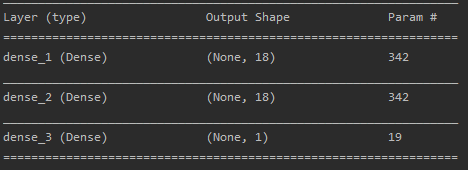 Layer (type) Output Shape Param #
=================================================================
dense_1 (Dense) (None, 18) 342
_________________________________________________________________
dense_2 (Dense) (None, 18) 342
_________________________________________________________________
dense_3 (Dense) (None, 1) 19
=================================================================